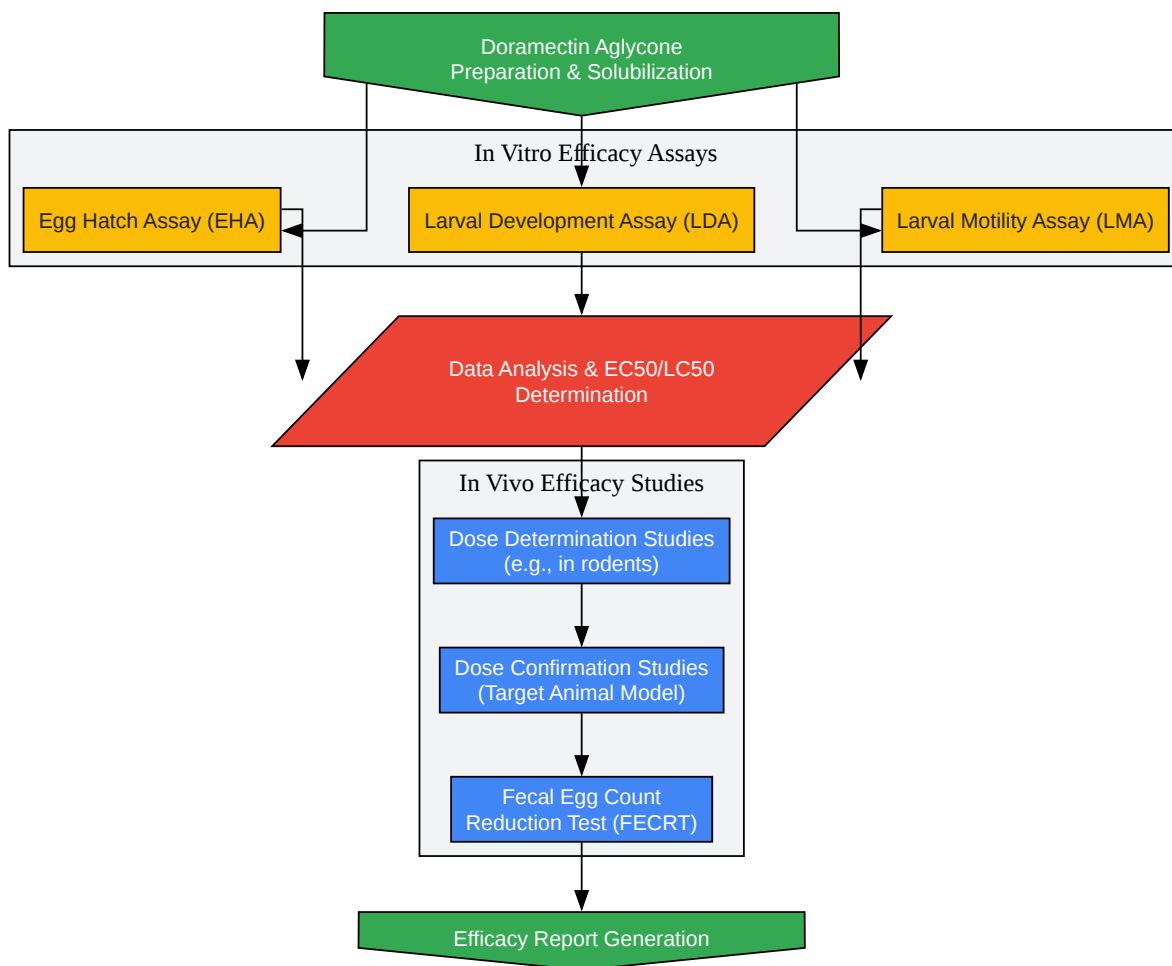 Doramectin Aglycone
Preparation & Solubilization
In Vitro Efficacy Assays
Egg Hatch Assay (EHA)
Larval Development Assay (LDA)
Larval Motility Assay (LMA)
Data Analysis & EC50/LC50
Determination
In Vivo Efficacy Studies
Dose Determination Studies
(e.g., in rodents)
Dose Confirmation Studies
(Target Animal Model)
Fecal Egg Count
Reduction Test (FECRT)
Efficacy Report Generation